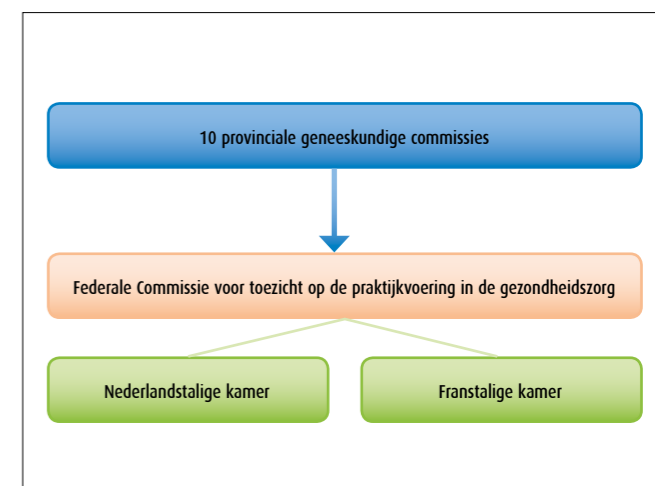 10 provinciale geneeskundige commissies
Federale Commissie voor toezicht op de praktijkvoering in de gezondheidszorg
Nederlandstalige kamer
Franstalige kamer